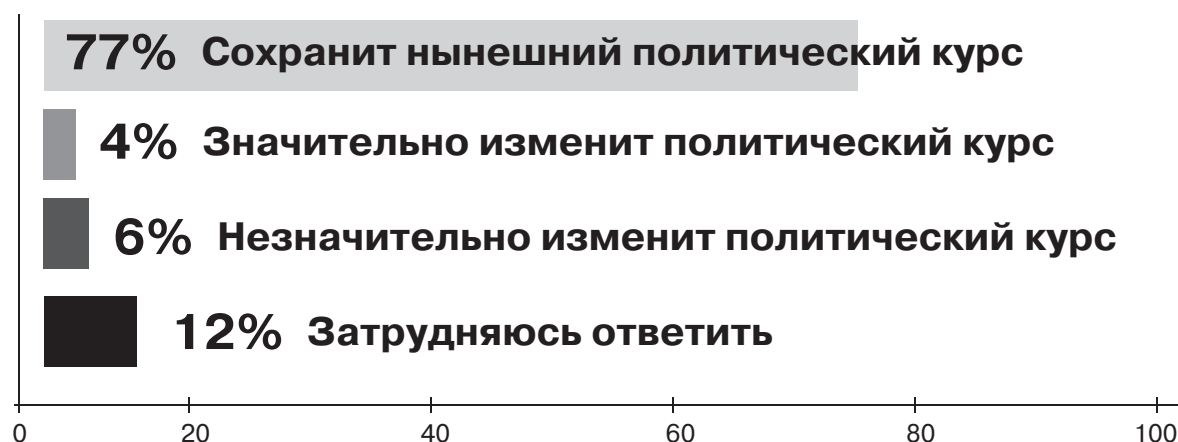 77% Сохранит нынешний политический курс
4% Значительно изменит политический курс
6% Незначительно изменит политический курс
12% Затрудняюсь ответить
0 20 40 60 80 100